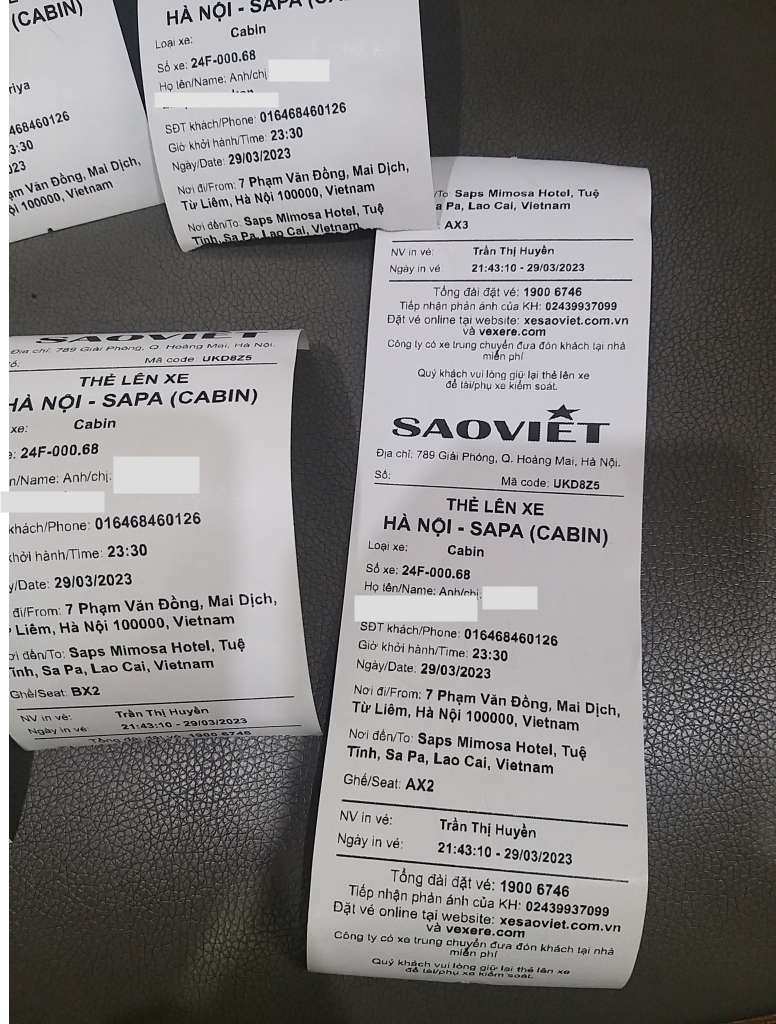 (CABIN)
riya
468460126
3:30
023
ạm Văn Đồng, Mai Dịch,
ội 100000, Vietnam
HÀ NỘI - SAPA
Loại xe: Cabin
Số xe: 24F-000.68
Họ tên/Name: Anh/chị
SĐT khách/Phone: 016468460126
Giờ khởi hành/Time: 23:30
Ngày/Date: 29/03/2023
Nơi đi/From: 7 Phạm Văn Đồng, Mai Dịch,
Từ Liêm, Hà Nội 100000, Vietnam
Nơi đến/To: Saps Mimosa Hotel, Tuệ
Tĩnh, Sa Pa, Lao Cai, Vietnam
/To: Saps Mimosa Hotel, Tuệ
a Pa, Lao Cai, Vietnam
AX3
NV in vé: Trần Thị Huyền
Ngày in vé 21:43:10 - 29/03/2023
Tổng đài đặt vé: 1900 6746
Tiếp nhận phản ánh của KH: 02439937099
Đặt vé online tại website: xesaoviet.com.vn
và vexere.com
Công ty có xe trung chuyển đưa đón khách tại nhà
miễn phí
Quý khách vui lòng giữ lại thẻ lên xe
để tài/phụ xe kiểm soát.
SAOVIỆT
Địa chỉ: 789 Giải Phóng, Q. Hoàng Mai, Hà Nội.
Số: Mã code: UKD8Z5
THẺ LÊN XE
HÀ NỘI - SAPA (CABIN)
Loại xe: Cabin
Số xe: 24F-000.68
Họ tên/Name: Anh/chị:
SĐT khách/Phone: 016468460126
Giờ khởi hành/Time: 23:30
Ngày/Date: 29/03/2023
Nơi đi/From: 7 Phạm Văn Đồng, Mai Dịch,
Từ Liêm, Hà Nội 100000, Vietnam
Nơi đến/To: Saps Mimosa Hotel, Tuệ
Tĩnh, Sa Pa, Lao Cai, Vietnam
Ghế/Seat: AX2
NV in vé: Trần Thị Huyền
Ngày in vé: 21:43:10 - 29/03/2023
Tổng đài đặt vé: 1900 6746
Tiếp nhận phản ánh của KH: 02439937099
Đặt vé online tại website: xesaoviet.com.vn
và vexere.com
Công ty có xe trung chuyển đưa đón khách tại nhà
miễn phí
Quý khách vui lòng giữ lại thẻ lên xe
để tài/phụ xe kiểm soát.
SAOVIỆT
Địa chỉ: 789 Giải Phóng, Q. Hoàng Mai, Hà Nội.
ố: Mã code: UKD8Z5
THẺ LÊN XE
HÀ NỘI - SAPA (CABIN)
xe: Cabin
e: 24F-000.68
n/Name: Anh/chị:
khách/Phone: 016468460126
khởi hành/Time: 23:30
y/Date: 29/03/2023
đi/From: 7 Phạm Văn Đồng, Mai Dịch,
Liêm, Hà Nội 100000, Vietnam
ơi đến/To: Saps Mimosa Hotel, Tuệ
Tĩnh, Sa Pa, Lao Cai, Vietnam
Ghế/Seat: BX2
NV in vé: Trần Thị Huyền
Ngày in vé: 21:43:10 - 29/03/2023
Tổng đài đặt vé: 1900 6746